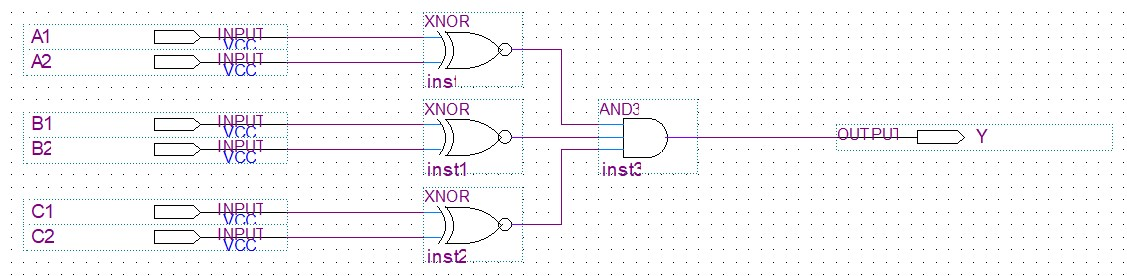 XNOR
A1 INPUT
VCC
A2 INPUT
VCC
inst
XNOR
B1 INPUT
VCC
B2 INPUT
VCC
inst1
AND3
OUTPUT Y
inst3
XNOR
C1 INPUT
VCC
C2 INPUT
VCC
inst2